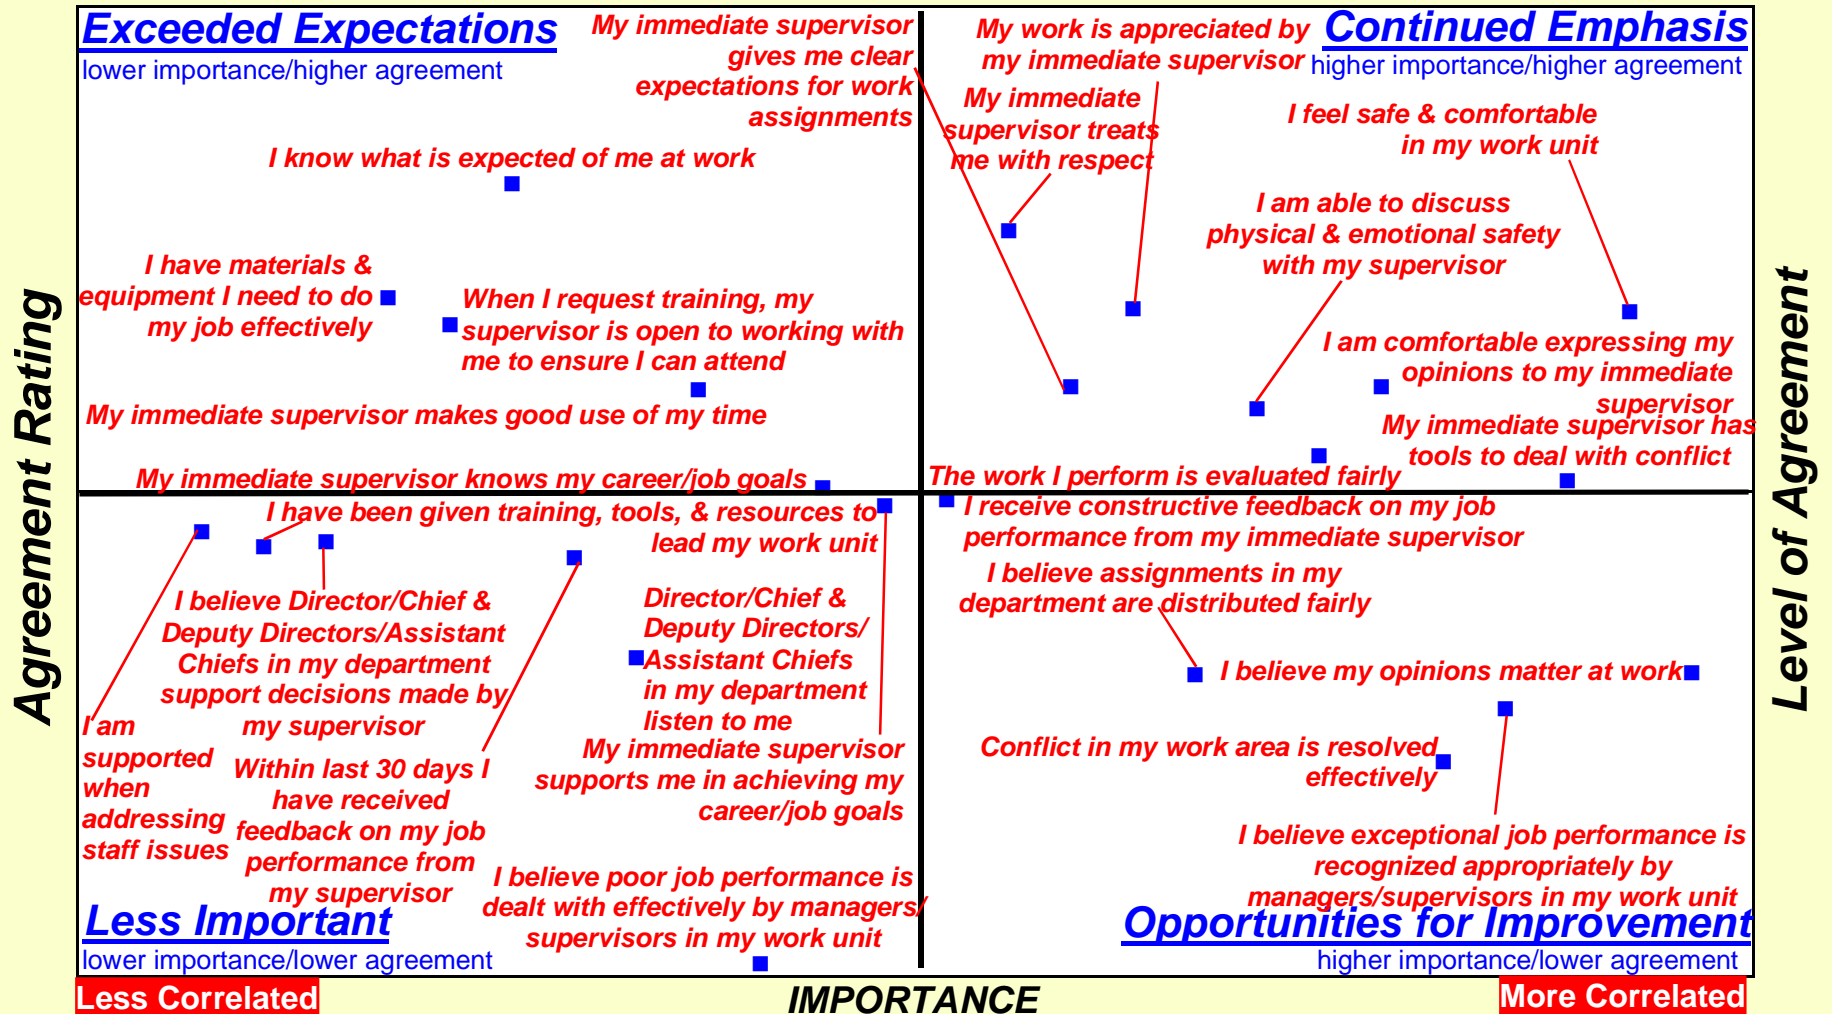 Exceeded Expectations
lower importance/higher agreement
My immediate supervisor
gives me clear
expectations for work
assignments
I know what is expected of me at work
I have materials &
equipment I need to do
my job effectively
When I request training, my
supervisor is open to working with
me to ensure I can attend
My immediate supervisor makes good use of my time
My immediate supervisor knows my career/job goals
Continued Emphasis
higher importance/higher agreement
My work is appreciated by
my immediate supervisor
My immediate
supervisor treats
me with respect
I feel safe & comfortable
in my work unit
I am able to discuss
physical & emotional safety
with my supervisor
I am comfortable expressing my
opinions to my immediate
supervisor
My immediate supervisor has
tools to deal with conflict
The work I perform is evaluated fairly
Agreement Rating
Level of Agreement
I have been given training, tools, & resources to
lead my work unit
I believe Director/Chief &
Deputy Directors/Assistant
Chiefs in my department
support decisions made by
my supervisor
Director/Chief &
Deputy Directors/
Assistant Chiefs
in my department
listen to me
I am
supported
when
addressing
staff issues
Within last 30 days I
have received
feedback on my job
performance from
my supervisor
My immediate supervisor
supports me in achieving my
career/job goals
I believe poor job performance is
dealt with effectively by managers/
supervisors in my work unit
Less Important
lower importance/lower agreement
I receive constructive feedback on my job
performance from my immediate supervisor
I believe assignments in my
department are distributed fairly
I believe my opinions matter at work
Conflict in my work area is resolved
effectively
I believe exceptional job performance is
recognized appropriately by
managers/supervisors in my work unit
Opportunities for Improvement
higher importance/lower agreement
Less Correlated
IMPORTANCE
More Correlated